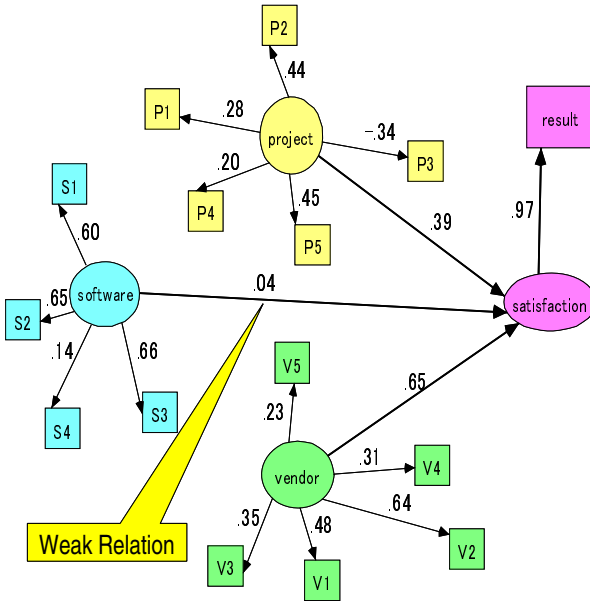 P2
.44
P1
.28
project
-.34
P3
result
.20
P4
.45
P5
S1
.60
.39
.97
software
.04
satisfaction
.65
S2
.14
.66
S4
S3
V5
.23
.65
vendor
.31
V4
.64
V2
.35
.48
V3
V1
Weak Relation